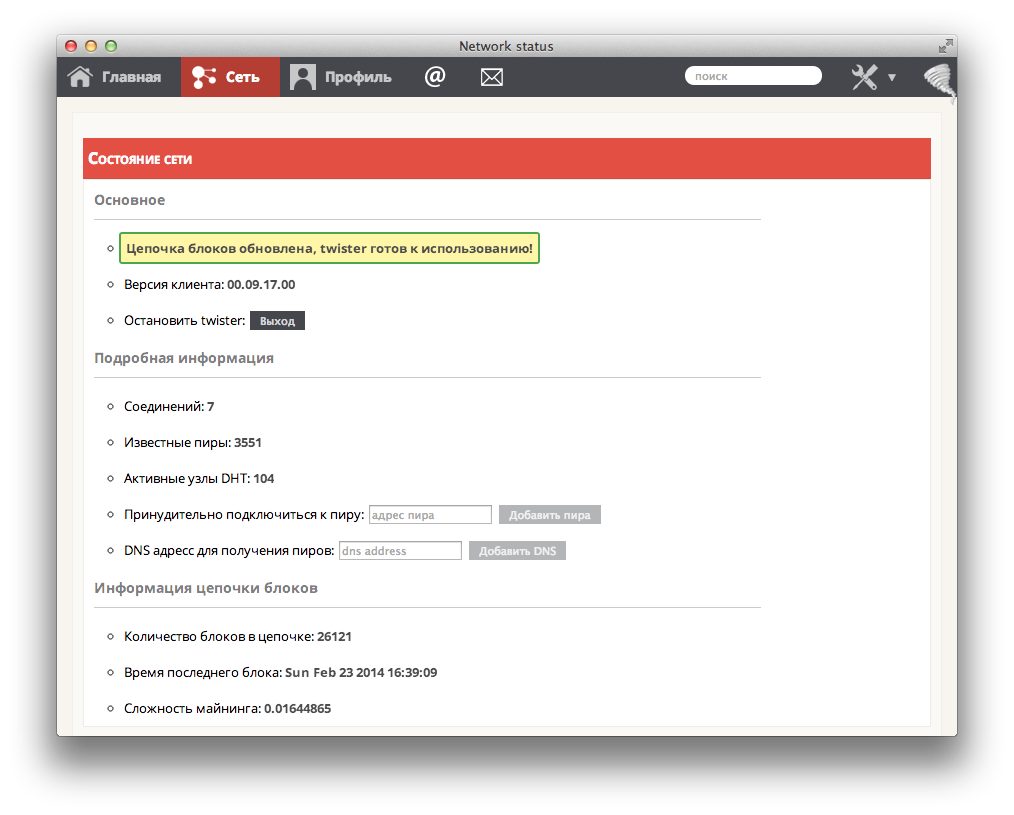 Network status
Главная Сеть Профиль @ поиск
Состояние сети
Основное
Цепочка блоков обновлена, twister готов к использованию!
Версия клиента: 00.09.17.00
Остановить twister: Выход
Подробная информация
Соединений: 7
Известные пиры: 3551
Активные узлы DHT: 104
Принудительно подключиться к пиру: адрес пира Добавить пира
DNS адресс для получения пиров: dns address Добавить DNS
Информация цепочки блоков
Количество блоков в цепочке: 26121
Время последнего блока: Sun Feb 23 2014 16:39:09
Сложность майнинга: 0.01644865